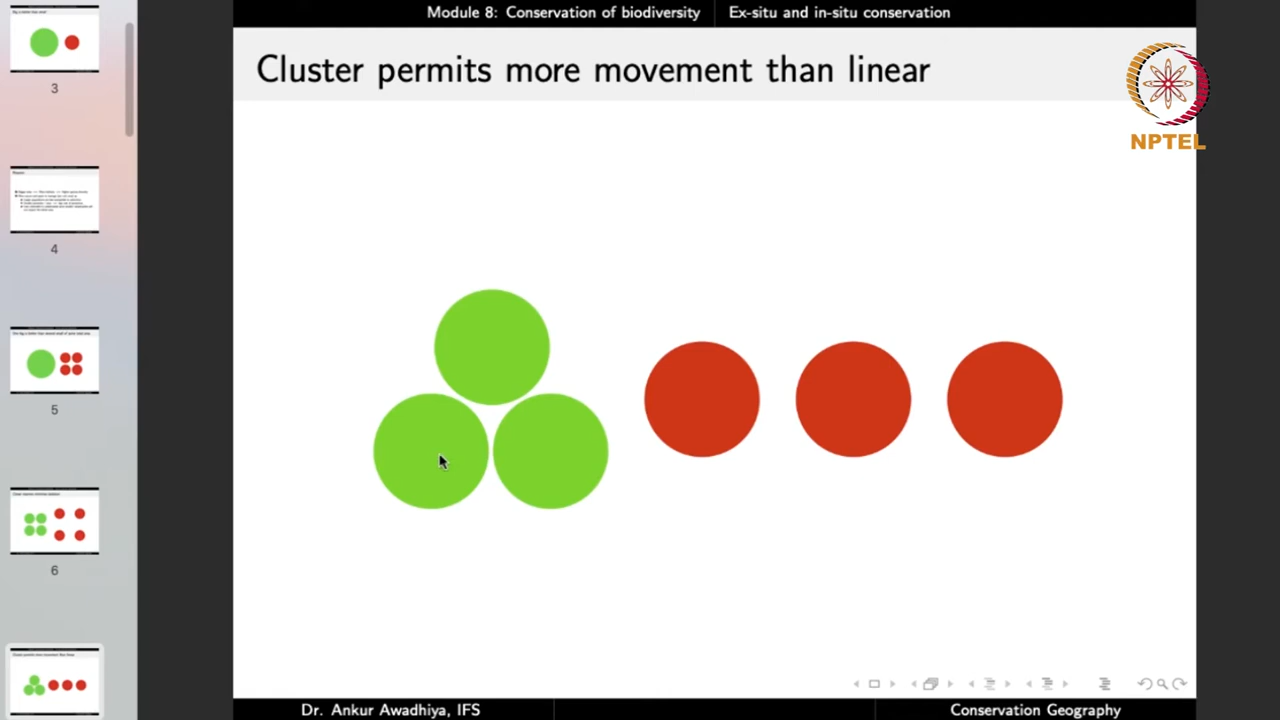 Module 8: Conservation of biodiversity
Ex-situ and in-situ conservation
Cluster permits more movement than linear
NPTEL
3
4
5
6
Dr. Ankur Awadhiya, IFS
Conservation Geography